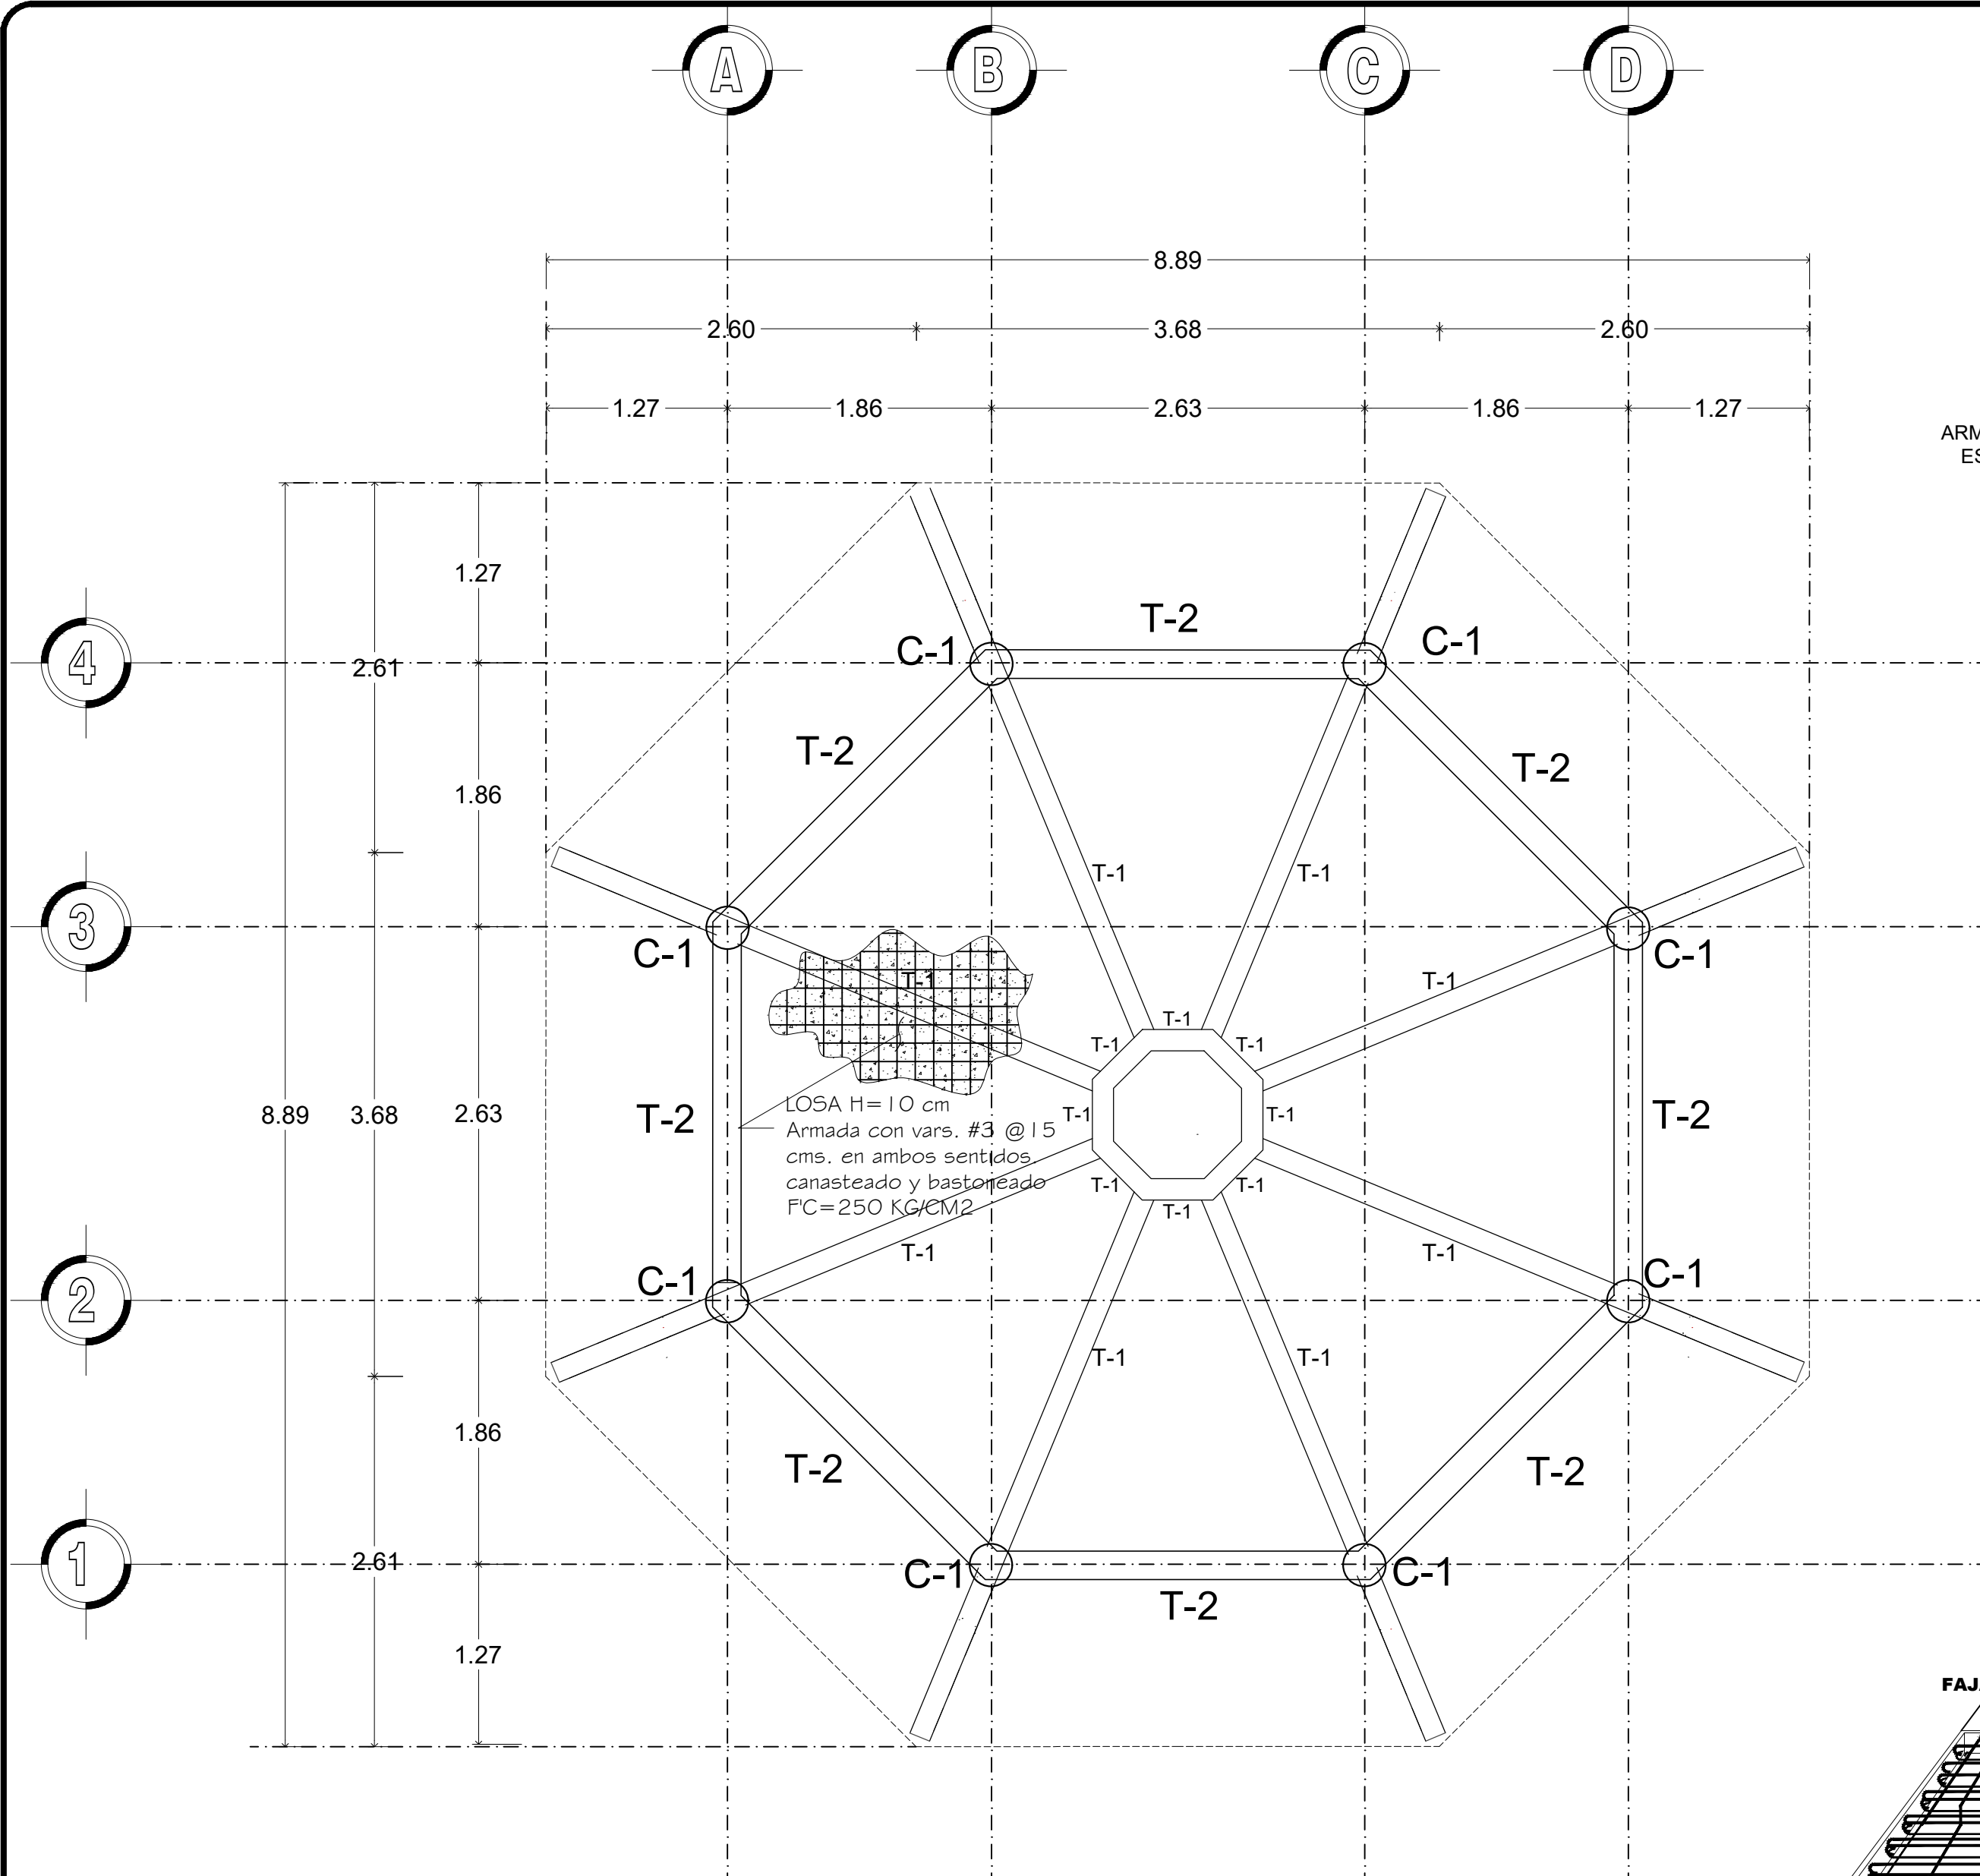 A B C D
8.89
2.60 3.68 2.60
1.27 1.86 2.63 1.86 1.27
ARM
ES
1.27
T-2
C-1 C-1
4
2.61
T-2 T-2
1.86
T-1 T-1
3
C-1 C-1
T-1 T-1
T-1
T-1 T-1
LOSA H=10 cm
Armada con vars. #3 @15
cms. en ambos sentidos.
canasteado y bastoneado
F'C=250 KG/CM2
8.89 3.68 2.63 T-2 T-1 T-1 T-2
T-1 T-1
T-1
T-1 T-1
C-1 C-1
2
T-1 T-1
1.86
T-2 T-2
2.61
1
C-1 C-1
T-2
1.27
FAJ